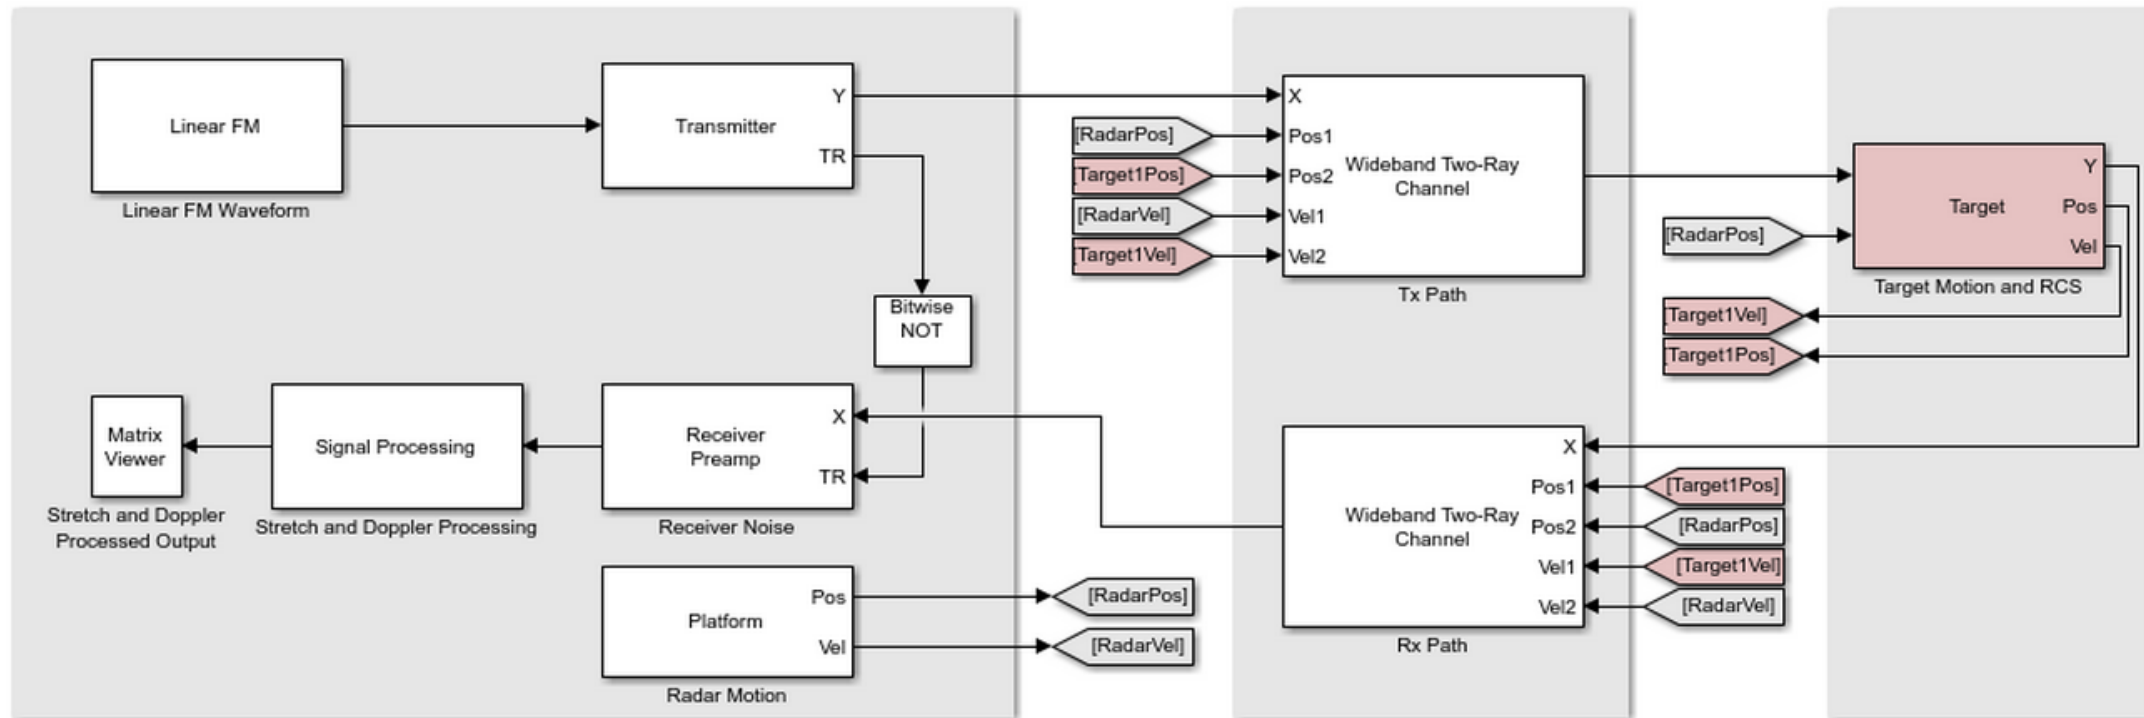 Linear FM
Linear FM Waveform
Transmitter
Y
TR
[RadarPos]
[Target1Pos]
[RadarVel]
[Target1Vel]
X
Pos1
Pos2
Vel1
Vel2
Wideband Two-Ray
Channel
Tx Path
[RadarPos]
Target
Y
Pos
Vel
Target Motion and RCS
[Target1Vel]
[Target1Pos]
Bitwise
NOT
Matrix
Viewer
Stretch and Doppler
Processed Output
Signal Processing
Stretch and Doppler Processing
Receiver
Preamp
X
TR
Receiver Noise
Wideband Two-Ray
Channel
X
Pos1
Pos2
Vel1
Vel2
Rx Path
[Target1Pos]
[RadarPos]
[Target1Vel]
[RadarVel]
Platform
Pos
Vel
Radar Motion
[RadarPos]
[RadarVel]